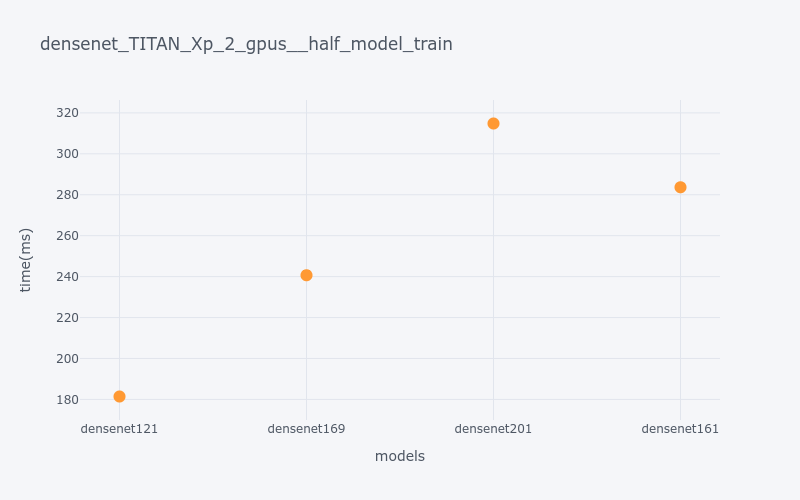 densenet_TITAN_Xp_2_gpus__half_model_train
320
300
280
260
240
220
200
180
time(ms)
densenet121 densenet169 densenet201 densenet161
models